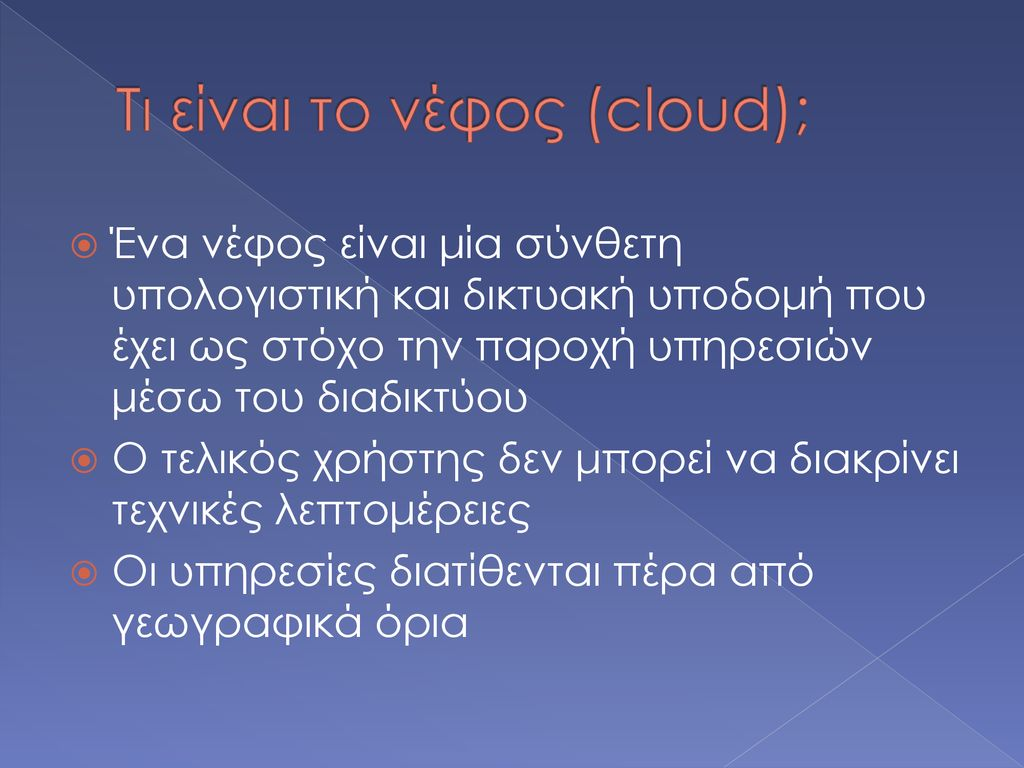 Τι είναι το νέφος (cloud);
Ένα νέφος είναι μία σύνθετη
υπολογιστική και δικτυακή υποδομή που
έχει ως στόχο την παροχή υπηρεσιών
μέσω του διαδικτύου
Ο τελικός χρήστης δεν μπορεί να διακρίνει
τεχνικές λεπτομέρειες
Οι υπηρεσίες διατίθενται πέρα από
γεωγραφικά όρια